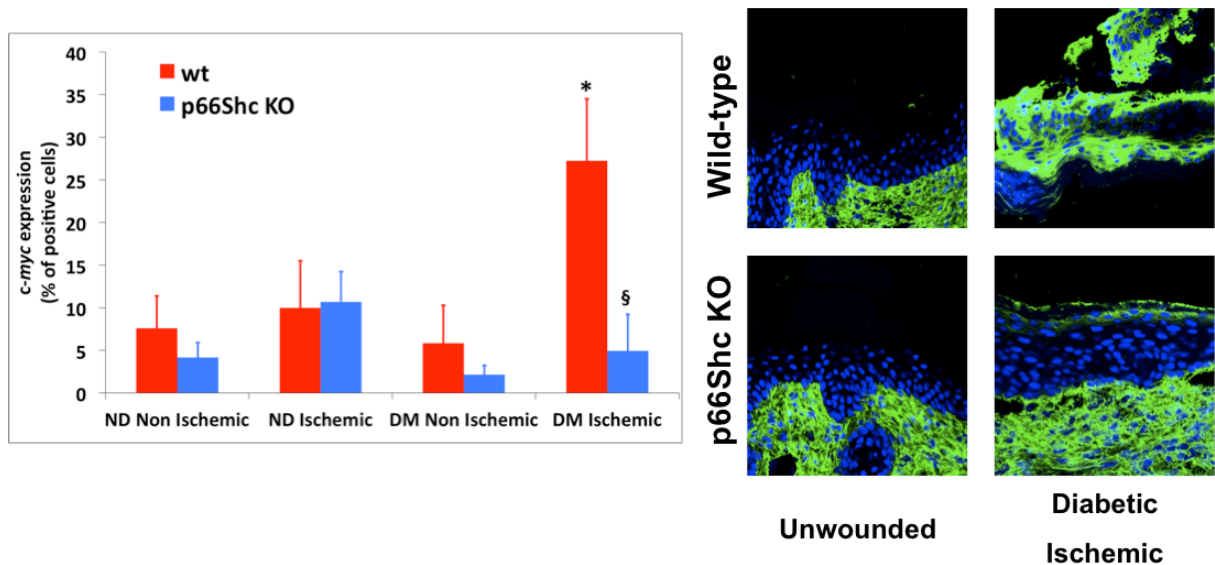 40
35
30
25
20
15
10
5
0
c-myc expression
(% of positive cells)
wt
p66Shc KO
*
§
ND Non Ischemic
ND Ischemic
DM Non Ischemic
DM Ischemic
Wild-type
p66Shc KO
Unwounded
Diabetic
Ischemic